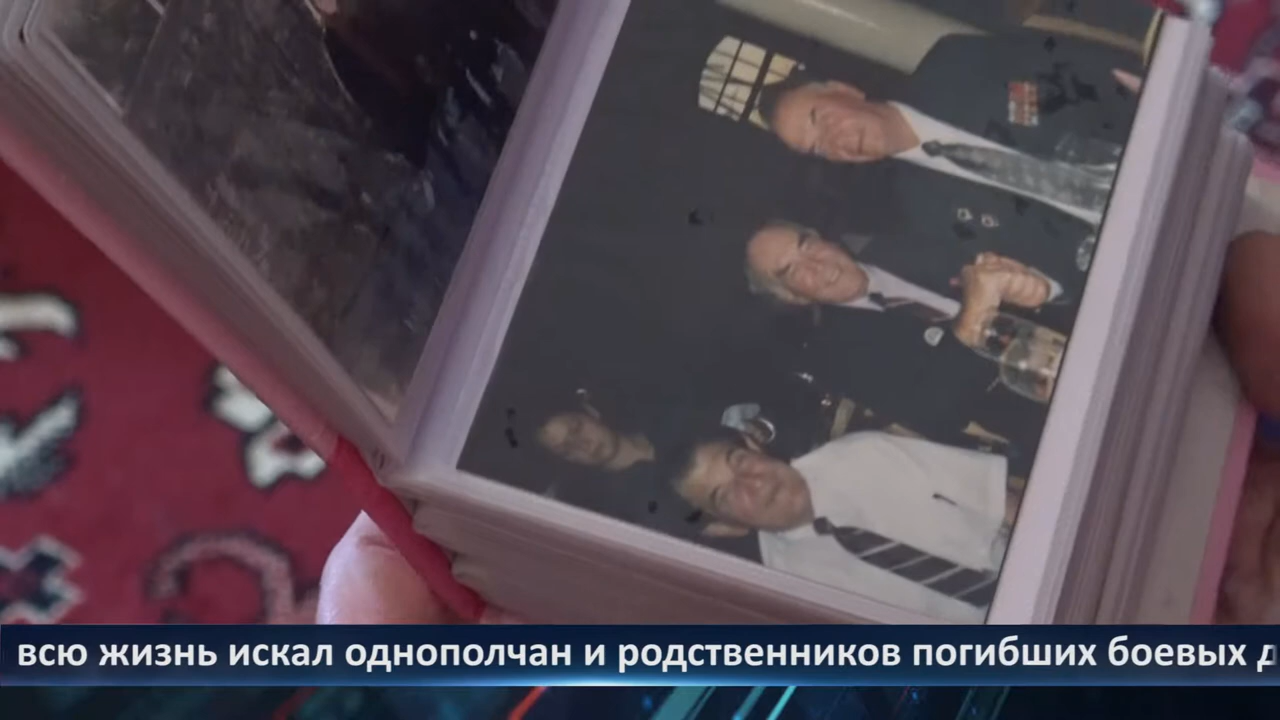 всю жизнь искал однополчан и родственников погибших боевых